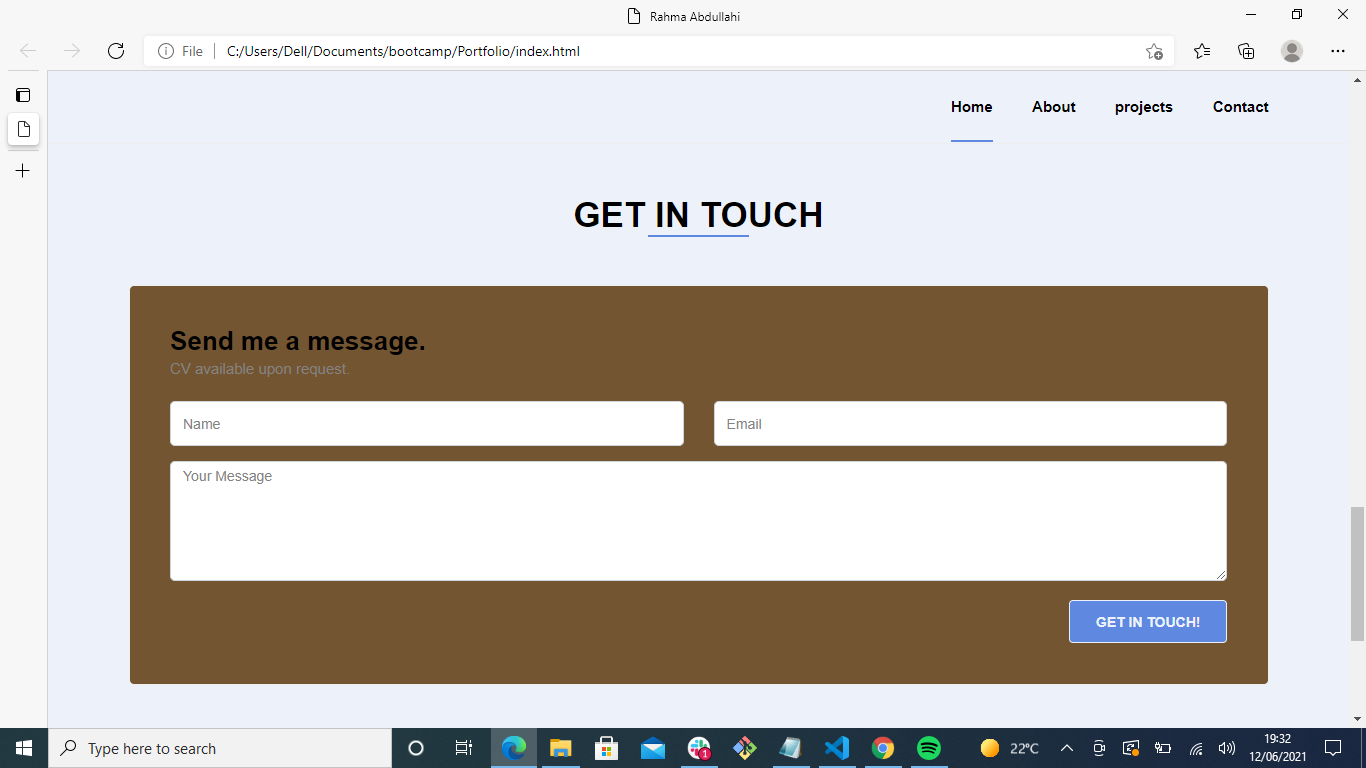 Rahma Abdullahi
File C:/Users/Dell/Documents/bootcamp/Portfolio/index.html
Home About projects Contact
GET IN TOUCH
Send me a message.
CV available upon request.
Name Email
Your Message
GET IN TOUCH!
Type here to search
1
22°C
19:32
12/06/2021